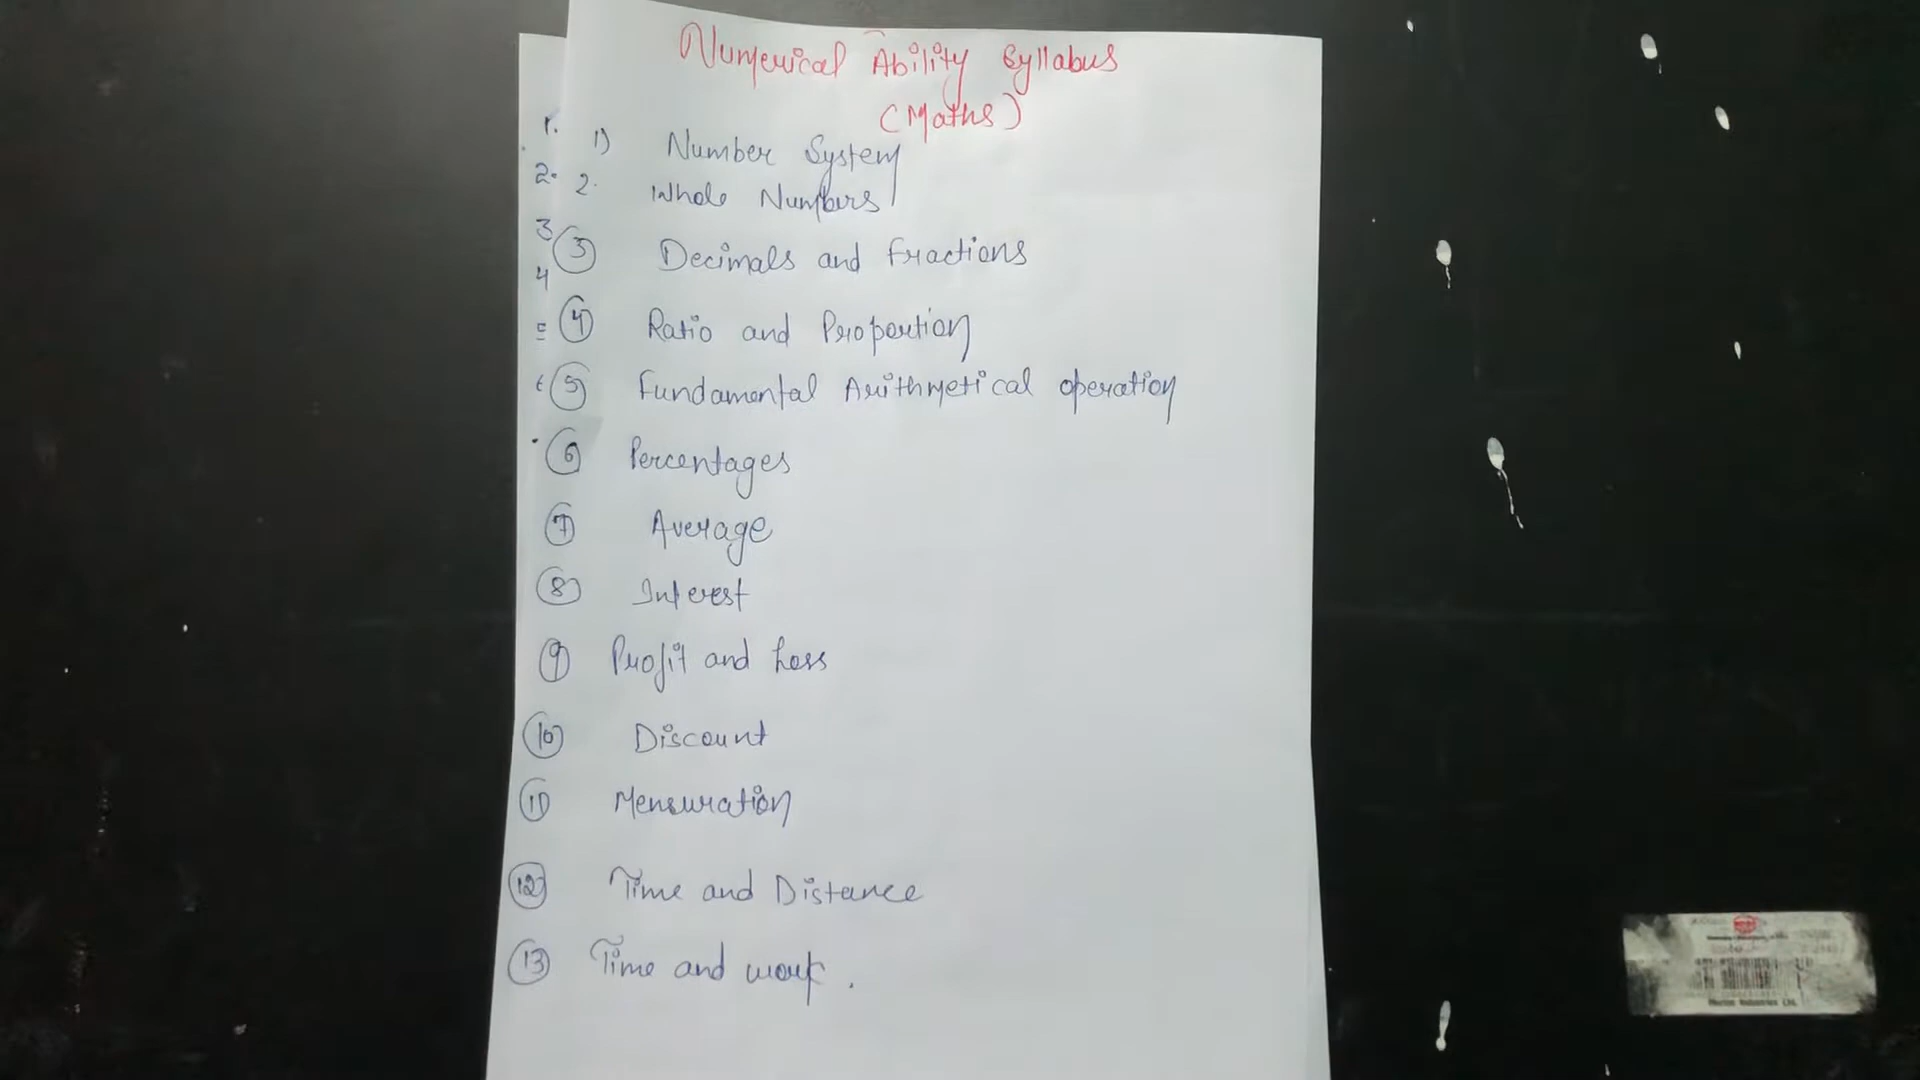 Numerical Ability Syllabus
(Maths)
1) Number System
2. Whole Numbers
3 Decimals and Fractions
4 Ratio and Proportion
5 Fundamental Arithmetical operation
6 Percentages
7 Average
8 Interest
9 Profit and Loss
10 Discount
11 Mensuration
12 Time and Distance
13 Time and work.
1.
2.
3
4